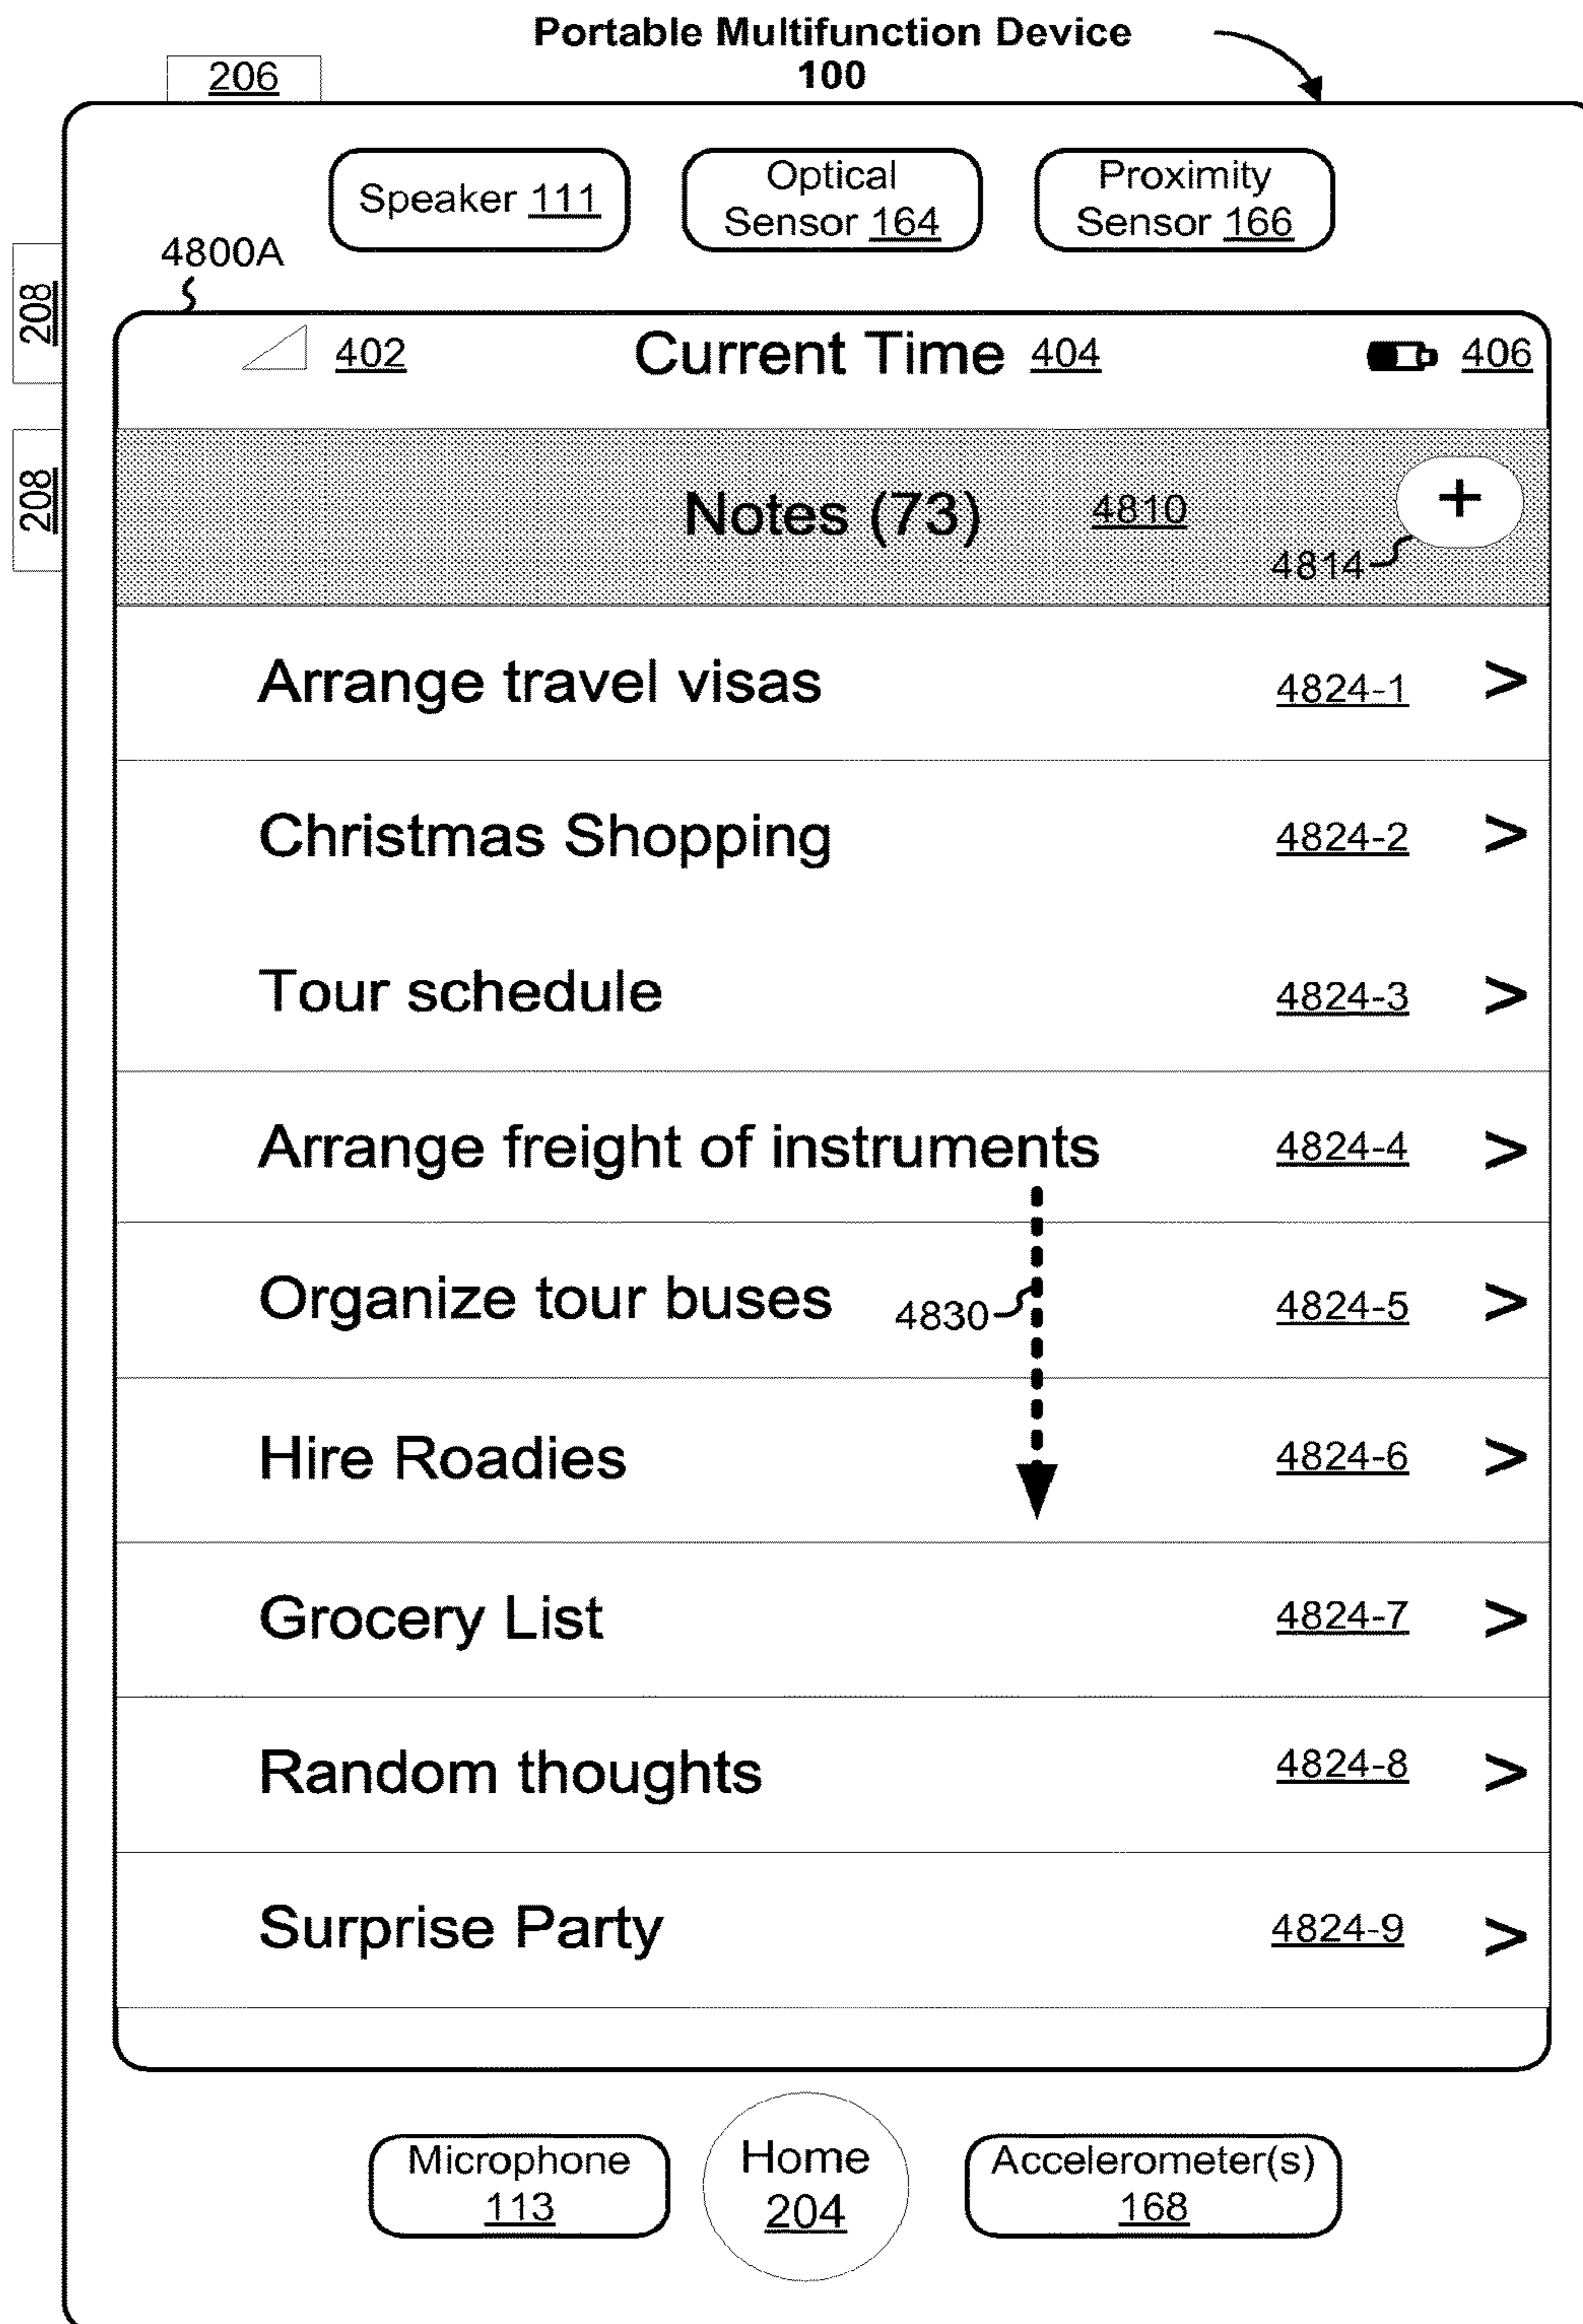 Portable Multifunction Device
100
206
Speaker 111
Optical
Sensor 164
Proximity
Sensor 166
4800A
208
402
Current Time 404
406
208
Notes (73)
4810
+
4814
Arrange travel visas
4824-1
>
Christmas Shopping
4824-2
>
Tour schedule
4824-3
>
Arrange freight of instruments
4824-4
>
Organize tour buses
4830
4824-5
>
Hire Roadies
4824-6
>
Grocery List
4824-7
>
Random thoughts
4824-8
>
Surprise Party
4824-9
>
Microphone
113
Home
204
Accelerometer(s)
168